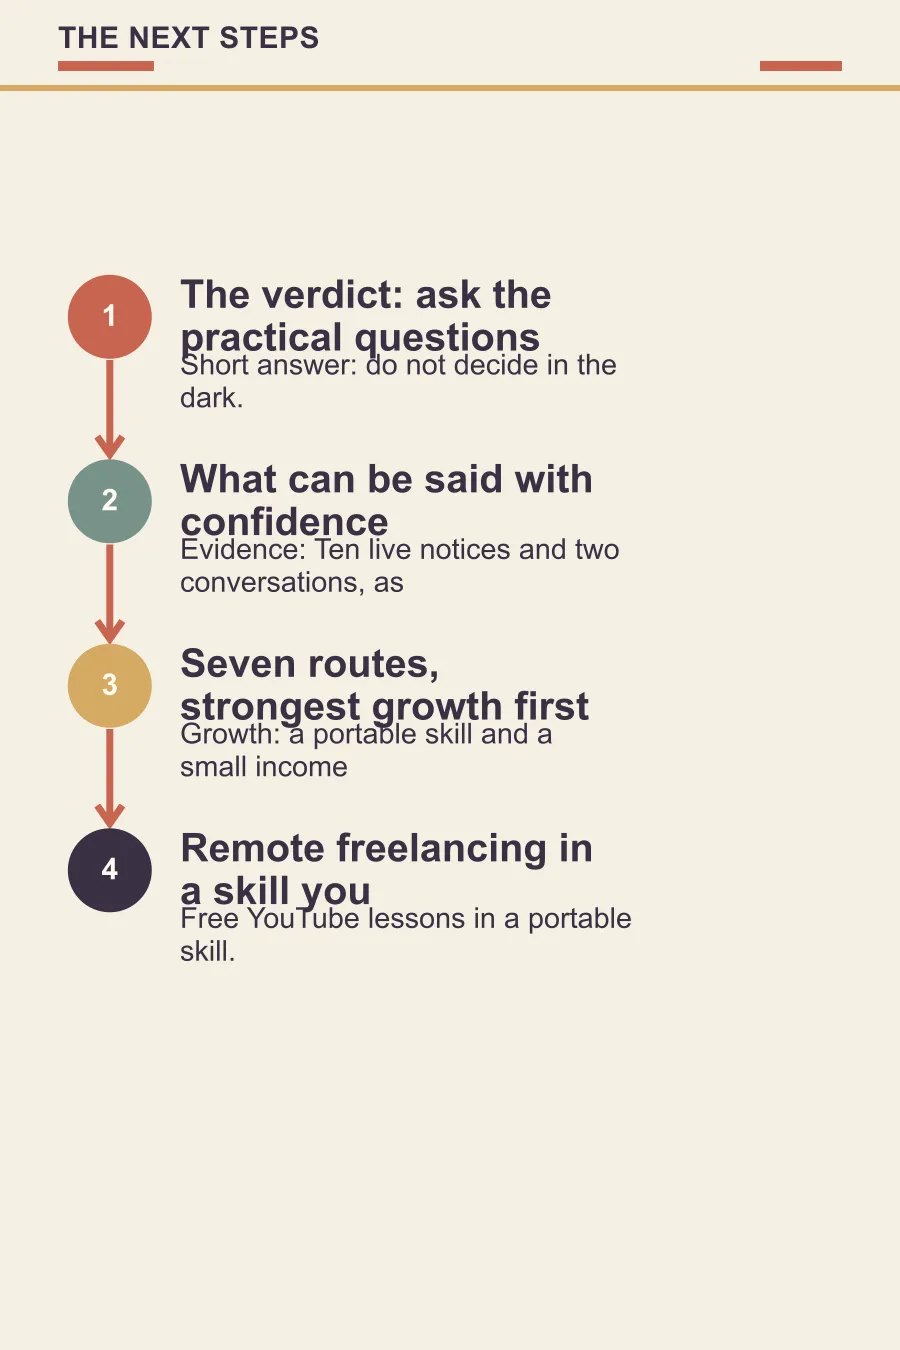 THE NEXT STEPS
1
The verdict: ask the
practical questions
Short answer: do not decide in the
dark.
2
What can be said with
confidence
Evidence: Ten live notices and two
conversations, as
3
Seven routes,
strongest growth first
Growth: a portable skill and a
small income
4
Remote freelancing in
a skill you
Free YouTube lessons in a portable
skill.